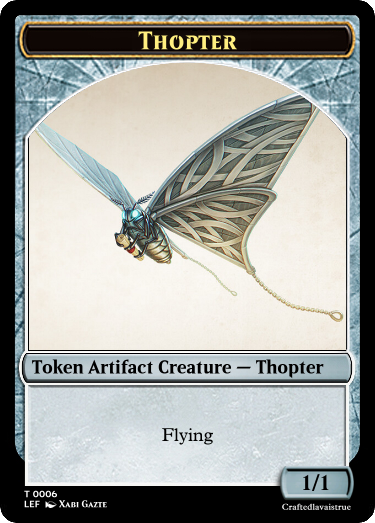 Thopter
Token Artifact Creature — Thopter
Flying
1/1
T 0006
LEF Xabi Gazte
Craftedlavaistrue